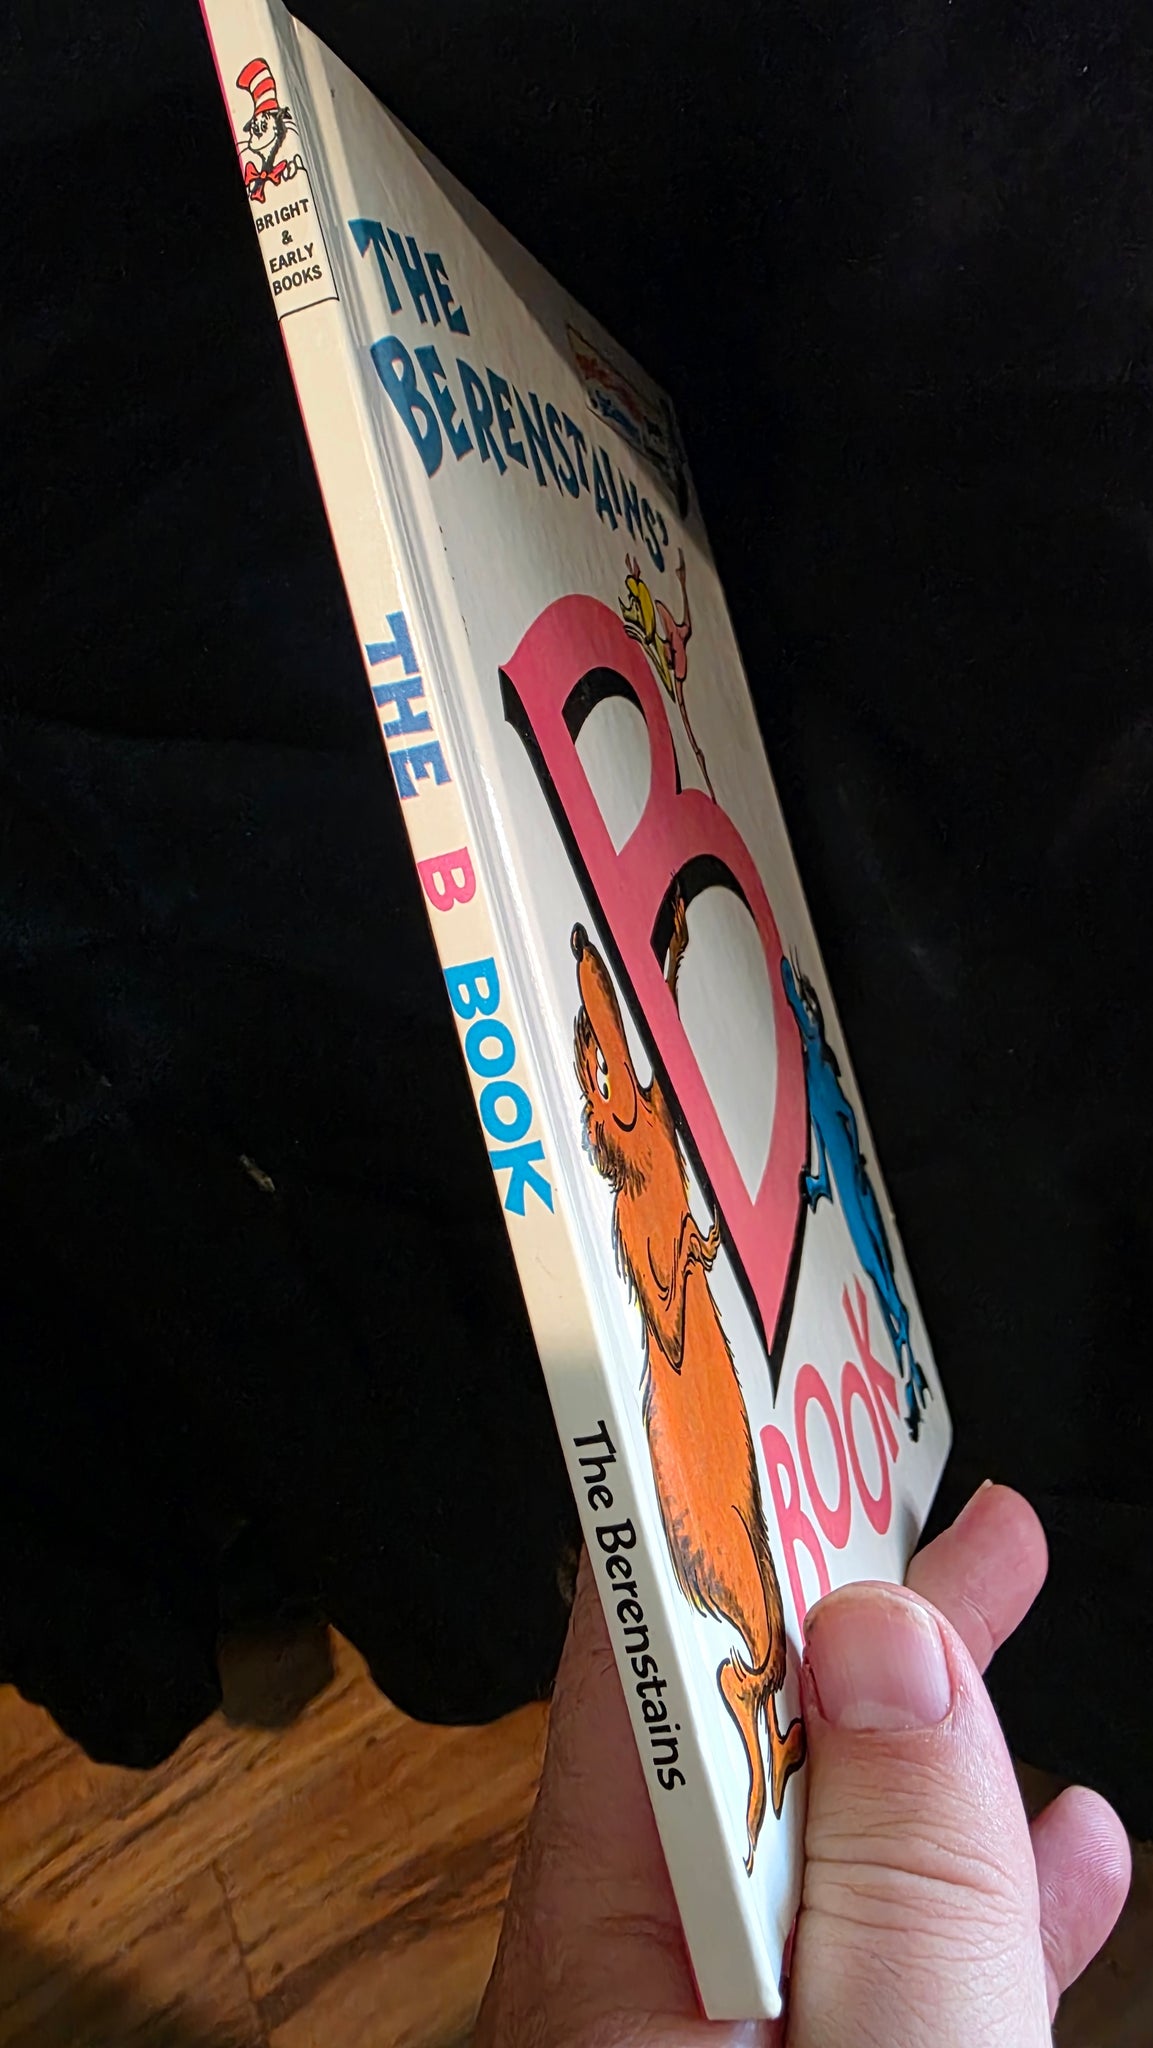 BRIGHT
&
EARLY
BOOKS
THE B BOOK
The Berenstains
THE
BERENSTAINS'
B
BOOK